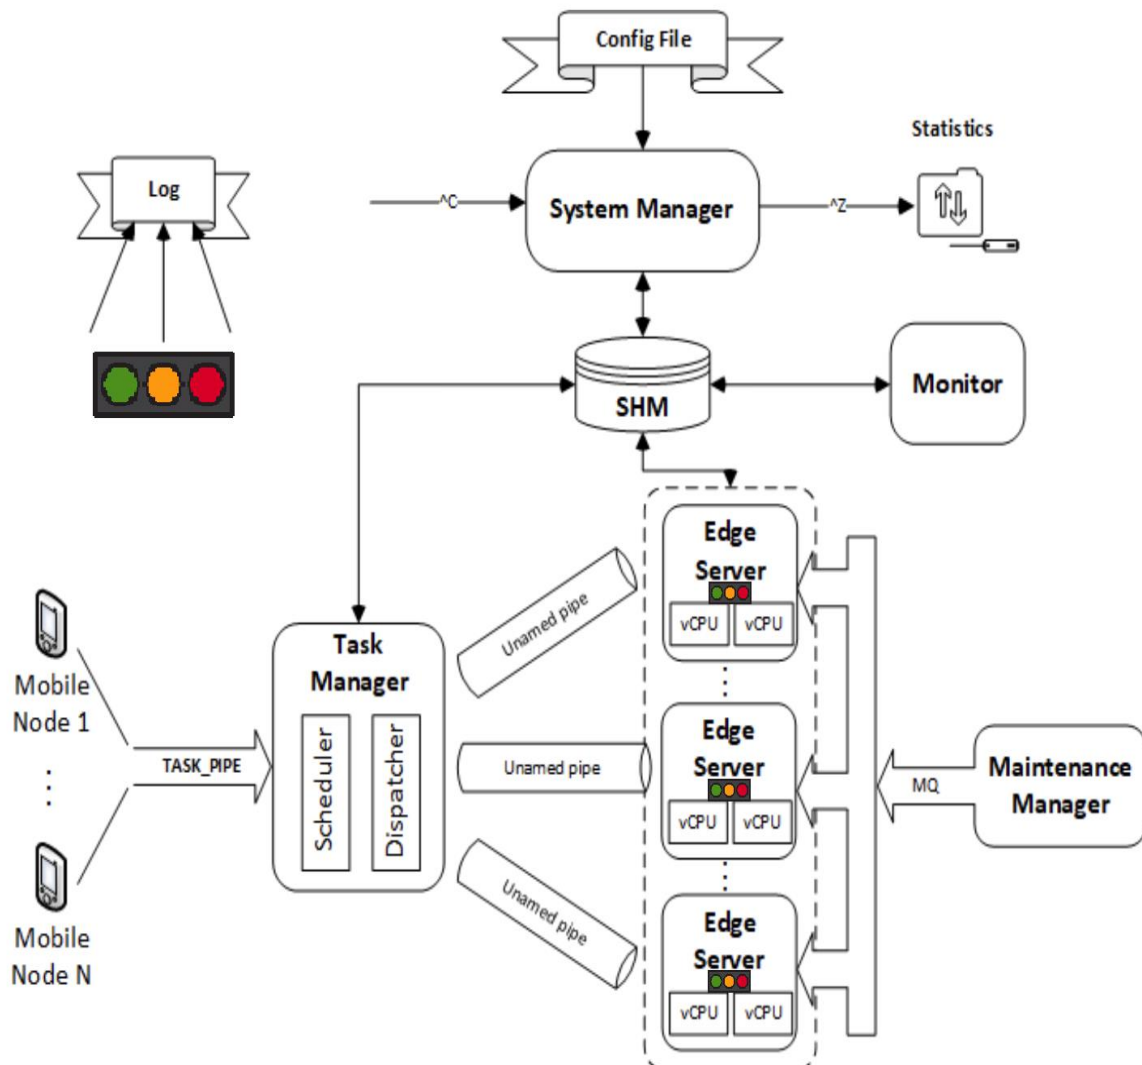 Config File
Statistics
Log
^C
System Manager
^Z
SHM
Monitor
Edge
Server
vCPU
vCPU
Unamed pipe
Task
Manager
Scheduler
Dispatcher
Mobile
Node 1
TASK_PIPE
Unamed pipe
Edge
Server
vCPU
vCPU
MQ
Maintenance
Manager
Mobile
Node N
Unamed pipe
Edge
Server
vCPU
vCPU